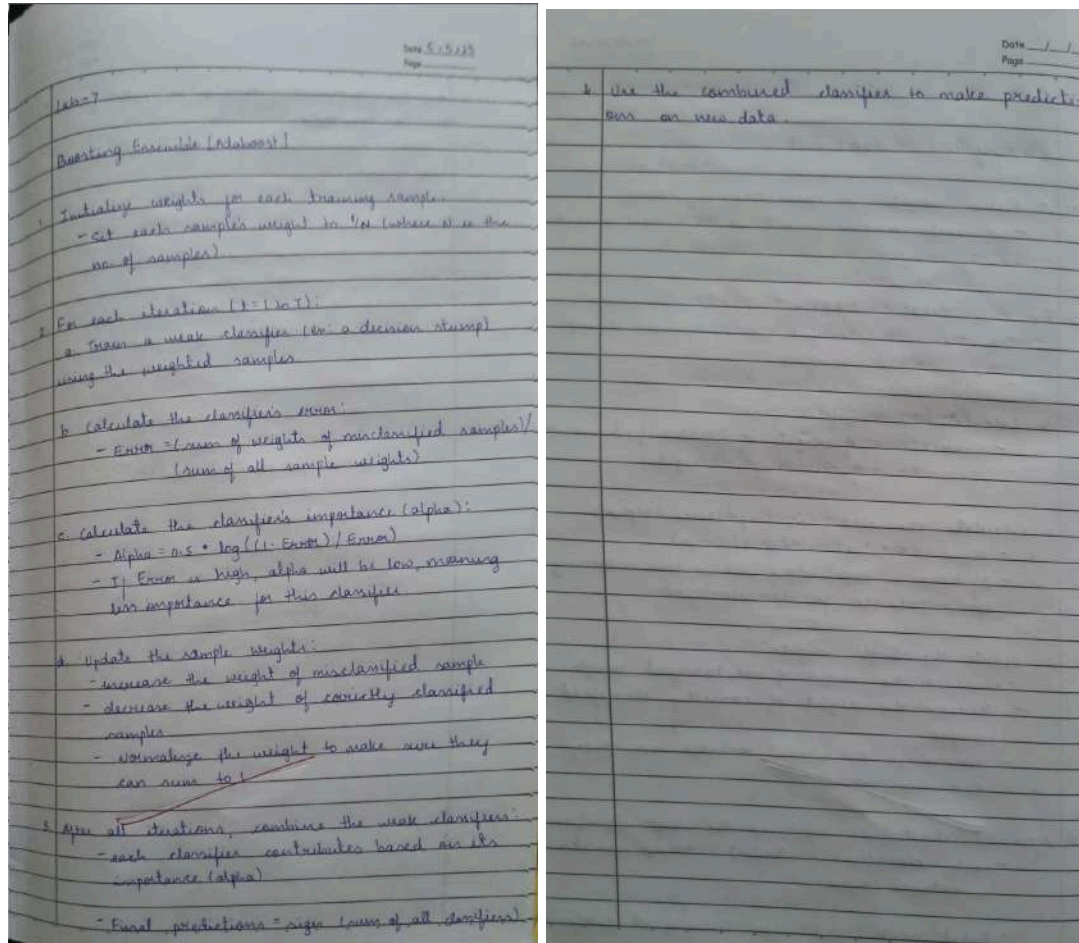 Date 5/5/25
Page
Lab-7
Boosting Ensemble [Adaboost]
1. Initialize weights for each training sample.
- Set each sample's weight to 1/N (where N is the
no. of samples)
2. For each iteration (t=1 to T):
a. Train a weak classifier (ex: a decision stump)
using the weighted samples.
b. Calculate the classifier's error:
- Error = (sum of weights of misclassified samples)/
(sum of all sample weights)
c. Calculate the classifier's importance (alpha):
- Alpha = 0.5 * log((1 - Error) / Error)
- If Error is high, alpha will be low, meaning
less importance for this classifier.
d. Update the sample weights:
- increase the weight of misclassified sample
- decrease the weight of correctly classified
samples
- Normalize the weight to make sure they
can sum to 1
3. After all iterations, combine the weak classifiers:
- each classifier contributes based on its
importance (alpha)
- Final predictions = sign (sum of all classifiers)
Date / /
Page
Use the combined classifier to make predicti-
ons on new data.